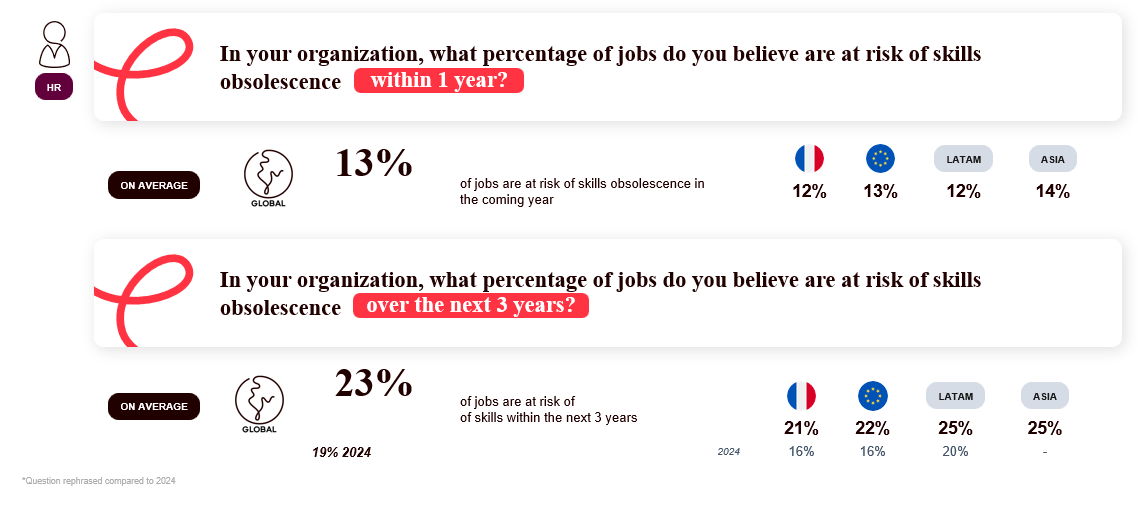 HR
In your organization, what percentage of jobs do you believe are at risk of skills
obsolescence within 1 year?
ON AVERAGE
GLOBAL
13%
of jobs are at risk of skills obsolescence in
the coming year
LATAM ASIA
12% 13% 12% 14%
In your organization, what percentage of jobs do you believe are at risk of skills
obsolescence over the next 3 years?
ON AVERAGE
GLOBAL
23%
of jobs are at risk of
of skills within the next 3 years
LATAM ASIA
21% 22% 25% 25%
19% 2024
2024 16% 16% 20% -
*Question rephrased compared to 2024